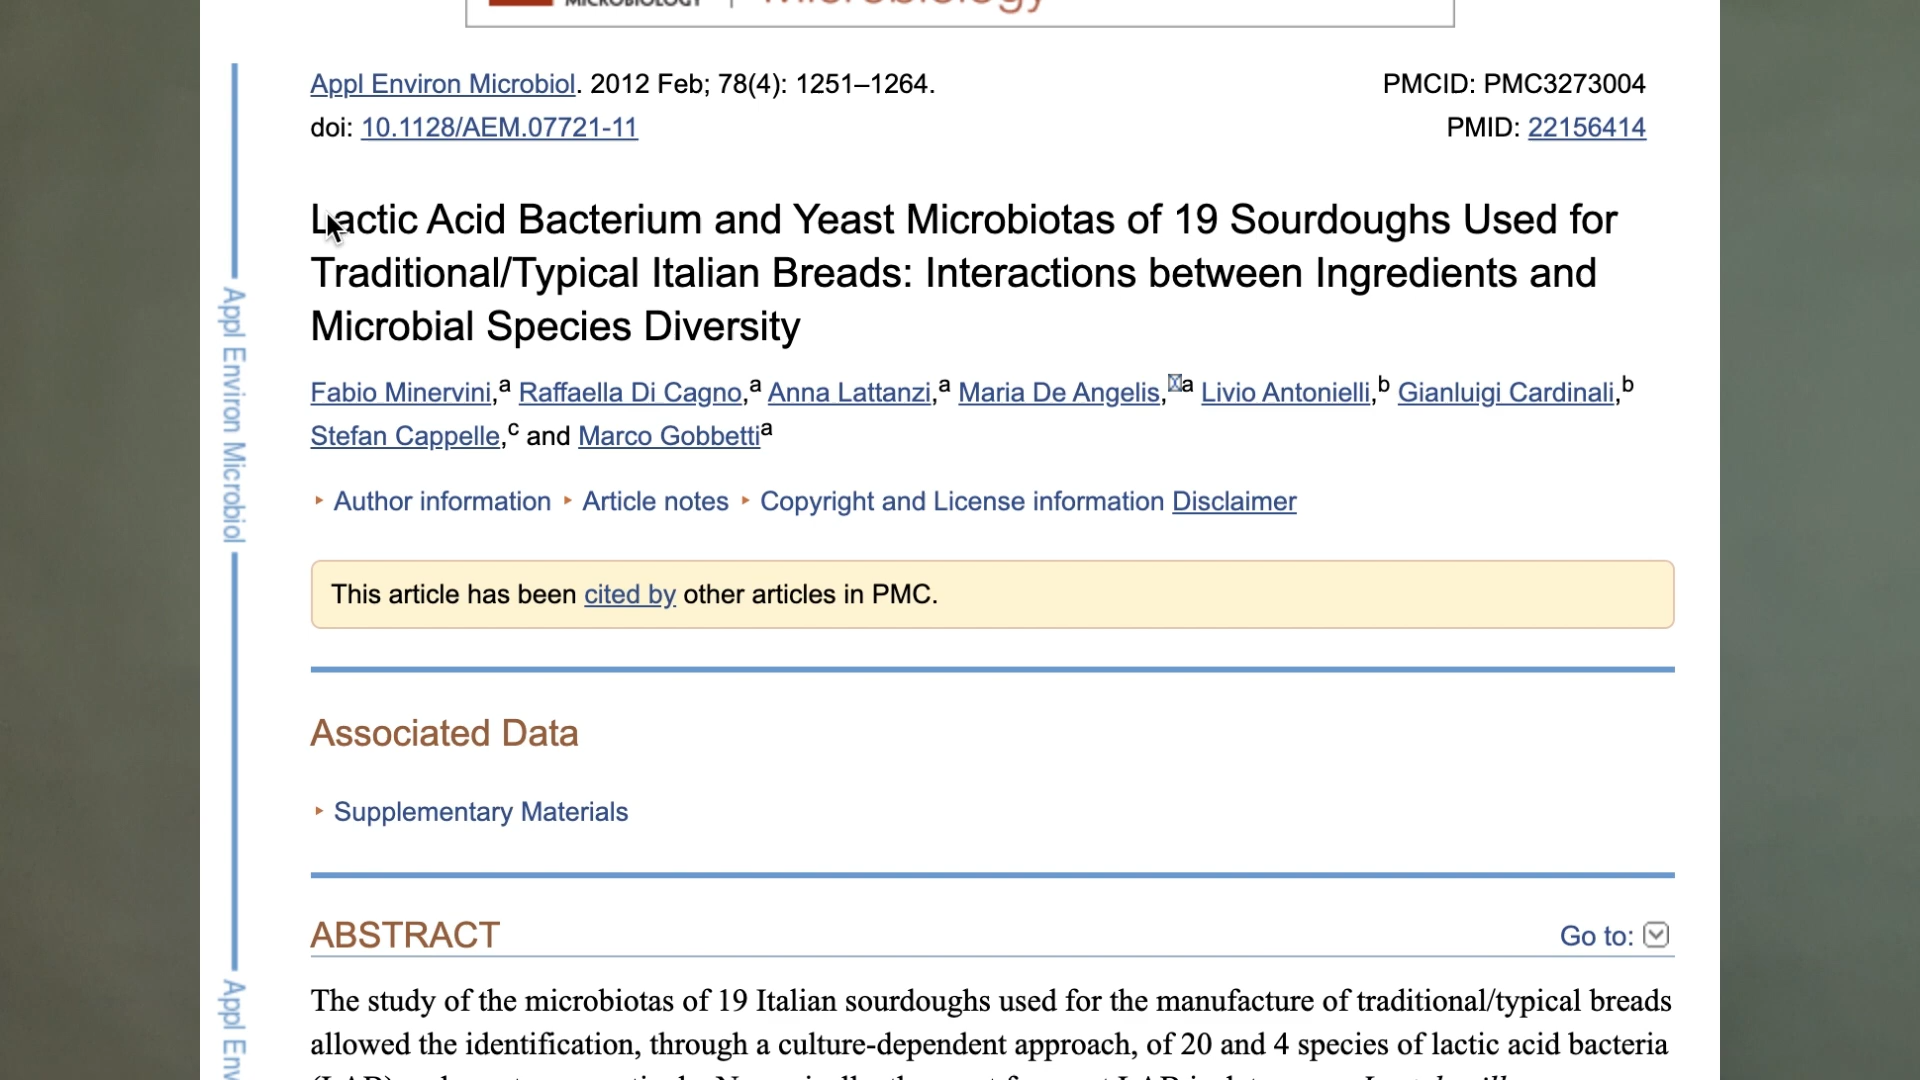 MICROBIOLOGY | Microbiology
Appl Environ Microbiol. 2012 Feb; 78(4): 1251–1264.
PMCID: PMC3273004
doi: 10.1128/AEM.07721-11
PMID: 22156414
Lactic Acid Bacterium and Yeast Microbiotas of 19 Sourdoughs Used for
Traditional/Typical Italian Breads: Interactions between Ingredients and
Microbial Species Diversity
Fabio Minervini,a Raffaella Di Cagno,a Anna Lattanzi,a Maria De Angelis,a Livio Antonielli,b Gianluigi Cardinali,b
Stefan Cappelle,c and Marco Gobbettia
Author information Article notes Copyright and License information Disclaimer
This article has been cited by other articles in PMC.
Associated Data
Supplementary Materials
ABSTRACT
Go to:
The study of the microbiotas of 19 Italian sourdoughs used for the manufacture of traditional/typical breads
allowed the identification, through a culture-dependent approach, of 20 and 4 species of lactic acid bacteria
Appl Environ Microbiol
Appl Env